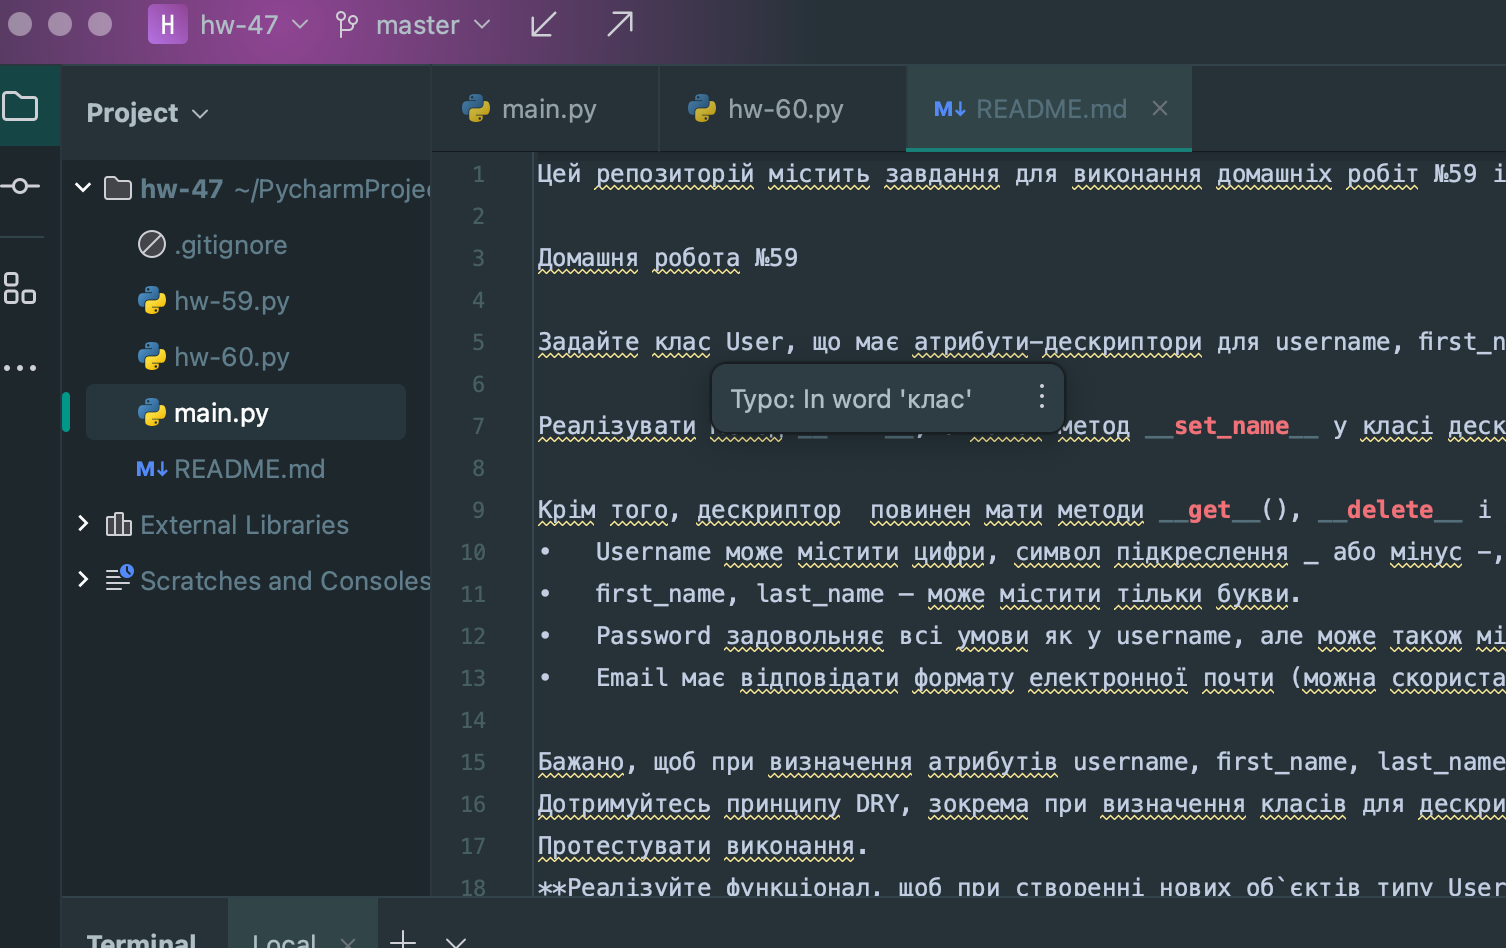 H hw-47 master
Project
main.py hw-60.py M↓ README.md
hw-47 ~/PycharmProje
.gitignore
hw-59.py
hw-60.py
main.py
M↓ README.md
External Libraries
Scratches and Consoles
1 Цей репозиторій містить завдання для виконання домашніх робіт №59 і
2
3 Домашня робота №59
4
5 Задайте клас User, що має атрибути-дескриптори для username, first_n
6
Typo: In word 'клас'
7 Реалізувати метод __set_name__ у класі деск
8
9 Крім того, дескриптор повинен мати методи __get__(), __delete__ і
10 • Username може містити цифри, символ підкреслення _ або мінус -,
11 • first_name, last_name – може містити тільки букви.
12 • Password задовольняє всі умови як у username, але може також мі
13 • Email має відповідати формату електронної почти (можна скориста
14
15 Бажано, щоб при визначення атрибутів username, first_name, last_name
16 Дотримуйтесь принципу DRY, зокрема при визначення класів для дескри
17 Протестувати виконання.
18 **Реалізуйте функціонал, щоб при створенні нових об`єктів типу User
Terminal Local